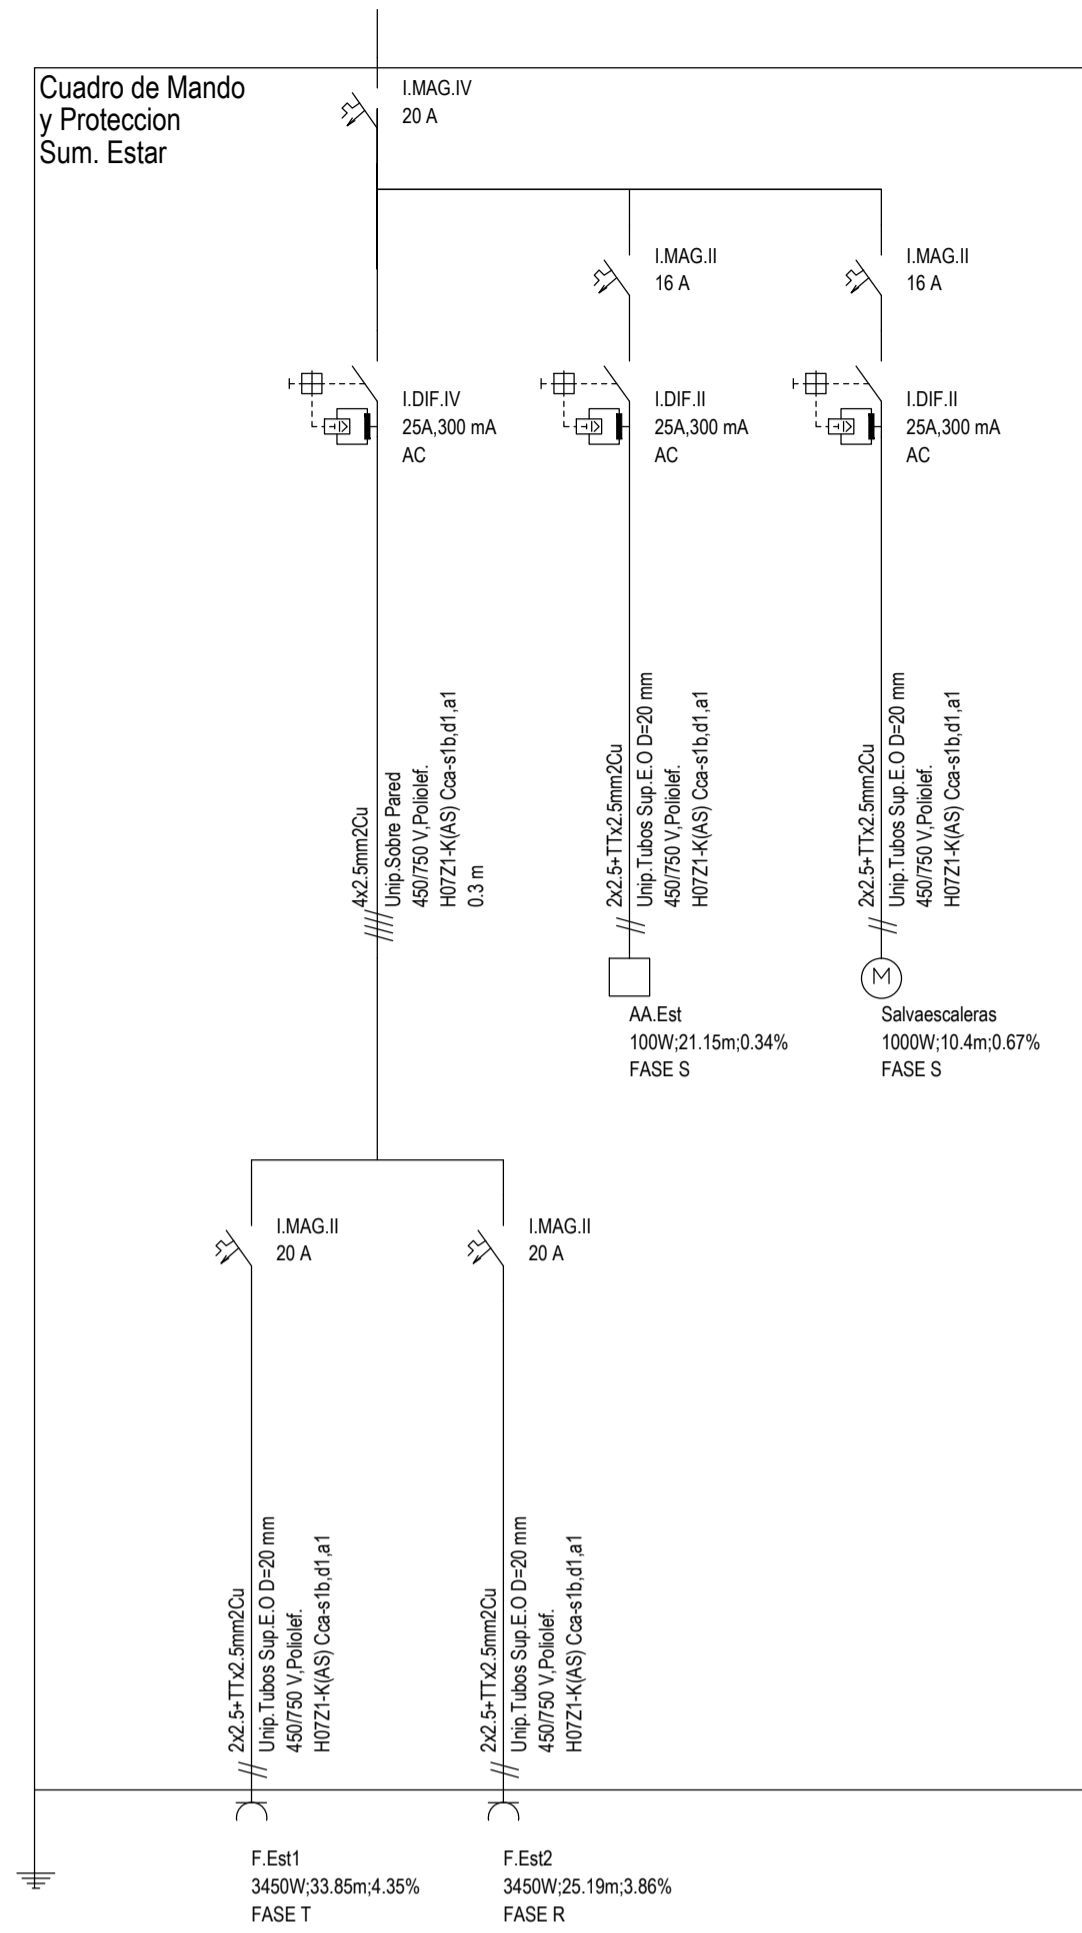 Cuadro de Mando
y Proteccion
Sum. Estar
I.MAG.IV
20 A
I.MAG.II
16 A
I.MAG.II
16 A
I.DIF.IV
25A,300 mA
AC
I.DIF.II
25A,300 mA
AC
I.DIF.II
25A,300 mA
AC
4x2.5mm2Cu
Unip.Sobre Pared
450/750 V,Poliolef.
H07Z1-K(AS) Cca-s1b,d1,a1
0.3 m
2x2.5+TTx2.5mm2Cu
Unip.Tubos Sup.E.O D=20 mm
450/750 V,Poliolef.
H07Z1-K(AS) Cca-s1b,d1,a1
2x2.5+TTx2.5mm2Cu
Unip.Tubos Sup.E.O D=20 mm
450/750 V,Poliolef.
H07Z1-K(AS) Cca-s1b,d1,a1
AA.Est
100W;21.15m;0.34%
FASE S
M
Salvaescaleras
1000W;10.4m;0.67%
FASE S
I.MAG.II
20 A
I.MAG.II
20 A
2x2.5+TTx2.5mm2Cu
Unip.Tubos Sup.E.O D=20 mm
450/750 V,Poliolef.
H07Z1-K(AS) Cca-s1b,d1,a1
2x2.5+TTx2.5mm2Cu
Unip.Tubos Sup.E.O D=20 mm
450/750 V,Poliolef.
H07Z1-K(AS) Cca-s1b,d1,a1
F.Est1
3450W;33.85m;4.35%
FASE T
F.Est2
3450W;25.19m;3.86%
FASE R